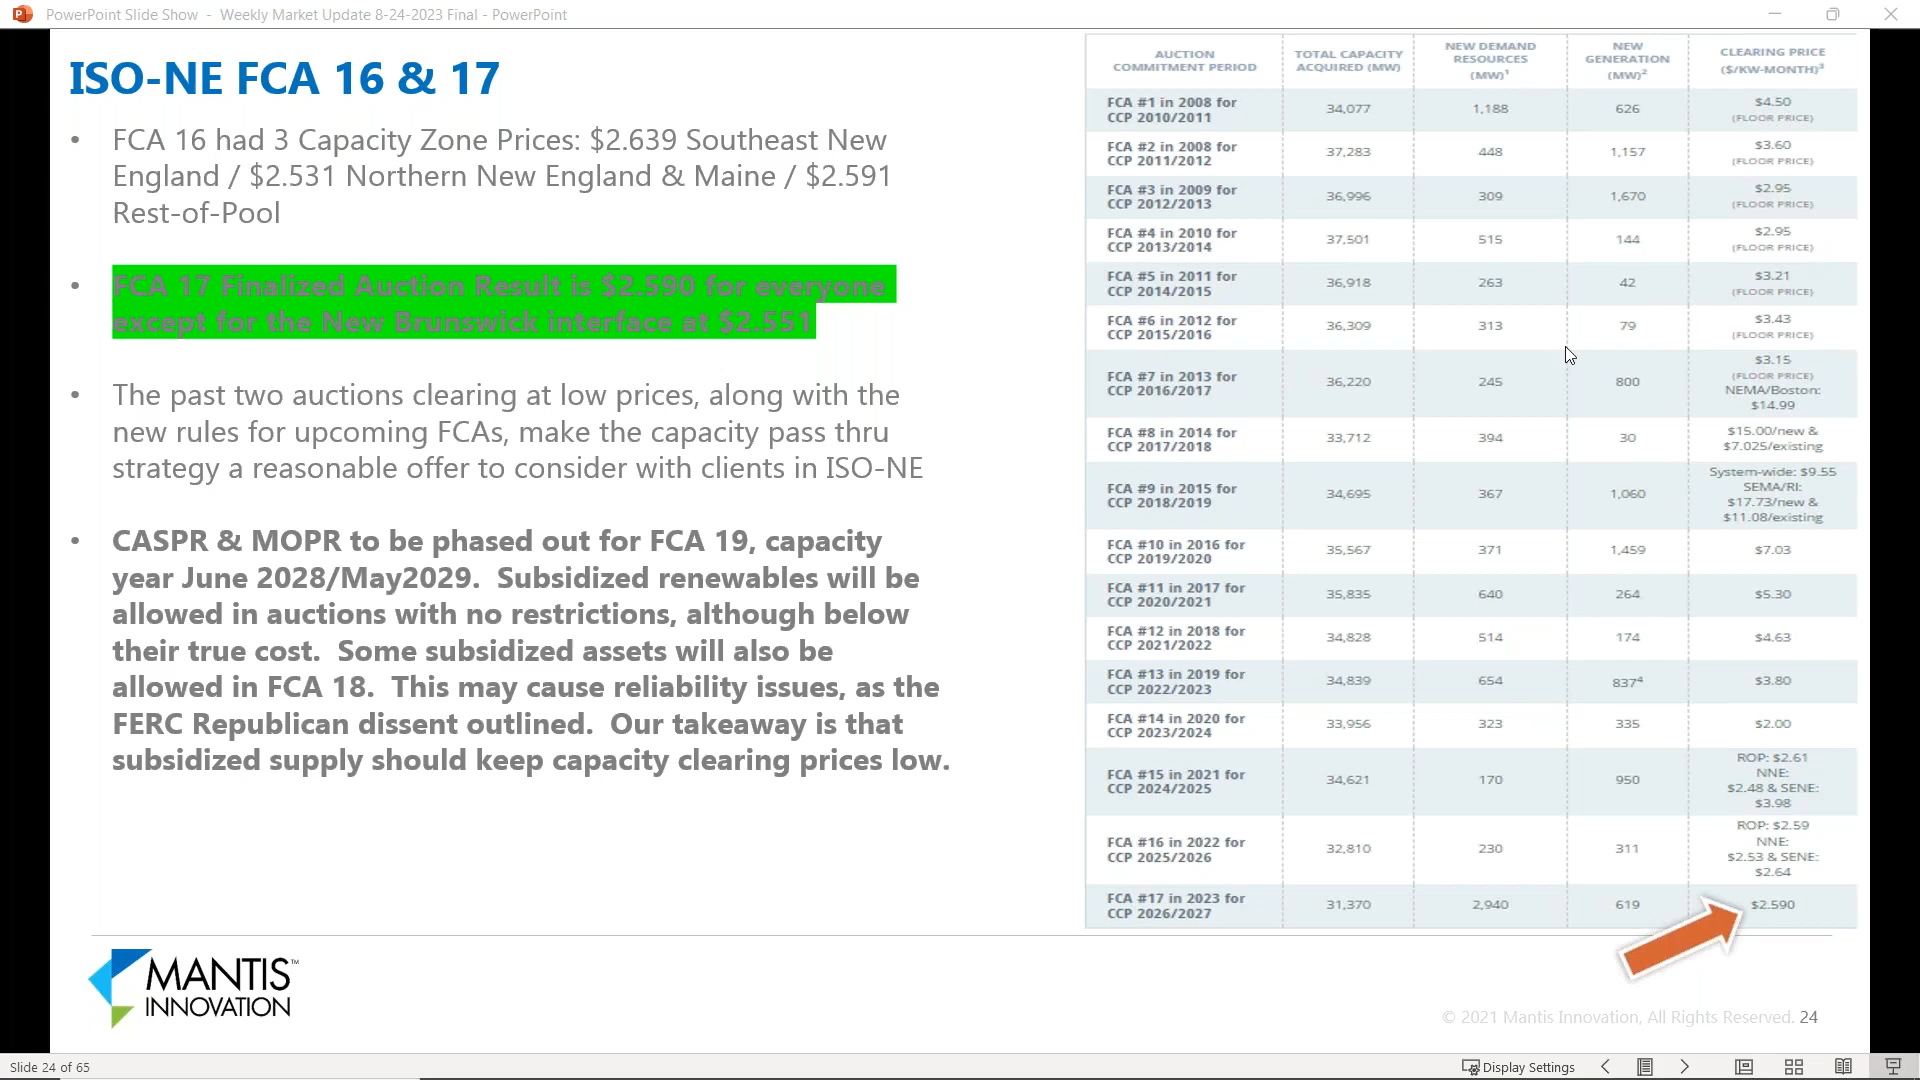 PowerPoint Slide Show - Weekly Market Update 8-24-2023 Final - PowerPoint
ISO-NE FCA 16 & 17
• FCA 16 had 3 Capacity Zone Prices: $2.639 Southeast New
England / $2.531 Northern New England & Maine / $2.591
Rest-of-Pool
• FCA 17 Finalized Auction Result is $2.590 for everyone
except for the New Brunswick interface at $2.551
• The past two auctions clearing at low prices, along with the
new rules for upcoming FCAs, make the capacity pass thru
strategy a reasonable offer to consider with clients in ISO-NE
• CASPR & MOPR to be phased out for FCA 19, capacity
year June 2028/May2029.  Subsidized renewables will be
allowed in auctions with no restrictions, although below
their true cost.  Some subsidized assets will also be
allowed in FCA 18.  This may cause reliability issues, as the
FERC Republican dissent outlined.  Our takeaway is that
subsidized supply should keep capacity clearing prices low.
AUCTION
COMMITMENT PERIOD
TOTAL CAPACITY
ACQUIRED (MW)
NEW DEMAND
RESOURCES
(MW)¹
NEW
GENERATION
(MW)²
CLEARING PRICE
($/KW-MONTH)³
FCA #1 in 2008 for
CCP 2010/2011
34,077
1,188
626
$4.50
(FLOOR PRICE)
FCA #2 in 2008 for
CCP 2011/2012
37,283
448
1,157
$3.60
(FLOOR PRICE)
FCA #3 in 2009 for
CCP 2012/2013
36,996
309
1,670
$2.95
(FLOOR PRICE)
FCA #4 in 2010 for
CCP 2013/2014
37,501
515
144
$2.95
(FLOOR PRICE)
FCA #5 in 2011 for
CCP 2014/2015
36,918
263
42
$3.21
(FLOOR PRICE)
FCA #6 in 2012 for
CCP 2015/2016
36,309
313
79
$3.43
(FLOOR PRICE)
FCA #7 in 2013 for
CCP 2016/2017
36,220
245
800
$3.15
(FLOOR PRICE)
NEMA/Boston:
$14.99
FCA #8 in 2014 for
CCP 2017/2018
33,712
394
30
$15.00/new &
$7.025/existing
FCA #9 in 2015 for
CCP 2018/2019
34,695
367
1,060
System-wide: $9.55
SEMA/RI:
$17.73/new &
$11.08/existing
FCA #10 in 2016 for
CCP 2019/2020
35,567
371
1,459
$7.03
FCA #11 in 2017 for
CCP 2020/2021
35,835
640
264
$5.30
FCA #12 in 2018 for
CCP 2021/2022
34,828
514
174
$4.63
FCA #13 in 2019 for
CCP 2022/2023
34,839
654
837⁴
$3.80
FCA #14 in 2020 for
CCP 2023/2024
33,956
323
335
$2.00
FCA #15 in 2021 for
CCP 2024/2025
34,621
170
950
ROP: $2.61
NNE:
$2.48 & SENE:
$3.98
FCA #16 in 2022 for
CCP 2025/2026
32,810
230
311
ROP: $2.59
NNE:
$2.53 & SENE:
$2.64
FCA #17 in 2023 for
CCP 2026/2027
31,370
2,940
619
$2.590
MANTIS™
INNOVATION
© 2021 Mantis Innovation, All Rights Reserved. 24
Slide 24 of 65
Display Settings